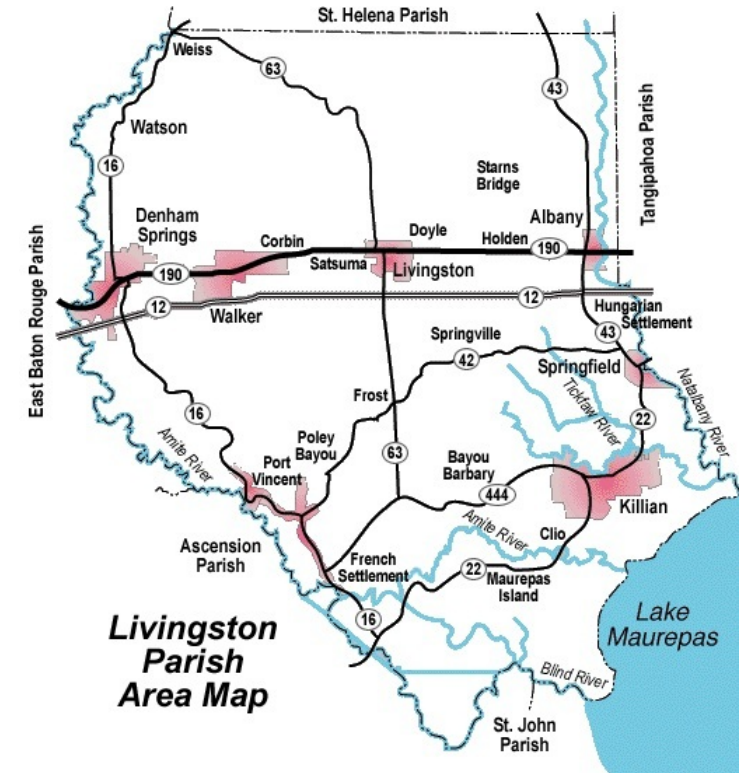 St. Helena Parish
Weiss
63
43
Watson
16
Tangipahoa Parish
Starns
Bridge
Denham
Springs
Albany
Corbin
Doyle
Holden
190
East Baton Rouge Parish
190
Satsuma
Livingston
12
12
Walker
Hungarian
Settlement
43
Springville
42
Springfield
Frost
Tickfaw River
Natalbany River
16
22
Poley
Bayou
63
Amite River
Port
Vincent
Bayou
Barbary
444
Killian
Amite River
Clio
Ascension
Parish
French
Settlement
22
Maurepas
Island
16
Lake
Maurepas
Livingston
Parish
Area Map
Blind River
St. John
Parish